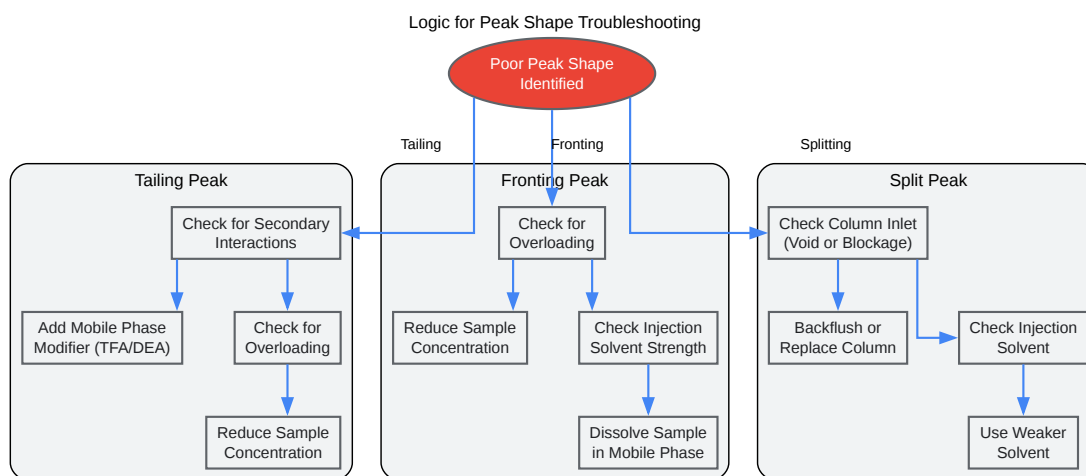 Logic for Peak Shape Troubleshooting
Poor Peak Shape
Identified
Tailing
Fronting
Splitting
Tailing Peak
Check for Secondary
Interactions
Add Mobile Phase
Modifier (TFA/DEA)
Check for
Overloading
Reduce Sample
Concentration
Fronting Peak
Check for
Overloading
Reduce Sample
Concentration
Check Injection
Solvent Strength
Dissolve Sample
in Mobile Phase
Split Peak
Check Column Inlet
(Void or Blockage)
Backflush or
Replace Column
Check Injection
Solvent
Use Weaker
Solvent